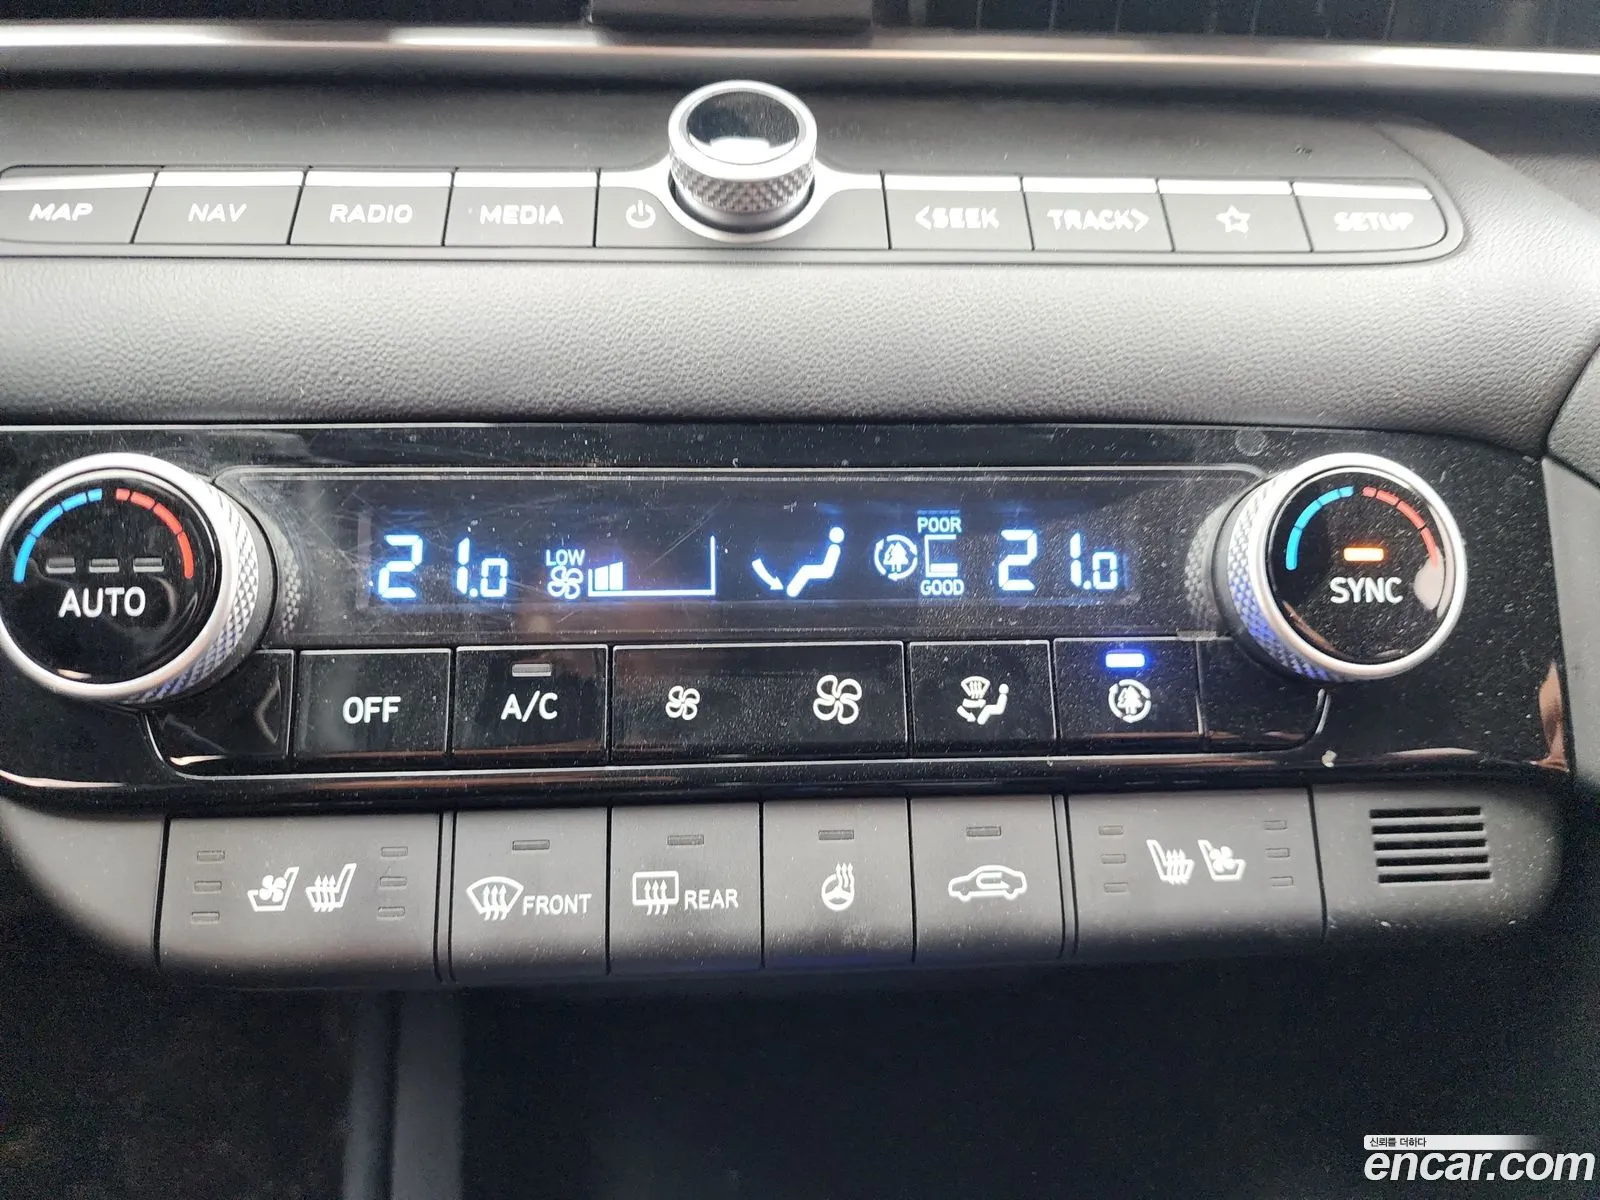 MAP NAV RADIO MEDIA <SEEK TRACK> SETUP
21.0 LOW POOR GOOD 21.0
AUTO SYNC
OFF A/C
FRONT REAR
신뢰를 더하다
encar.com